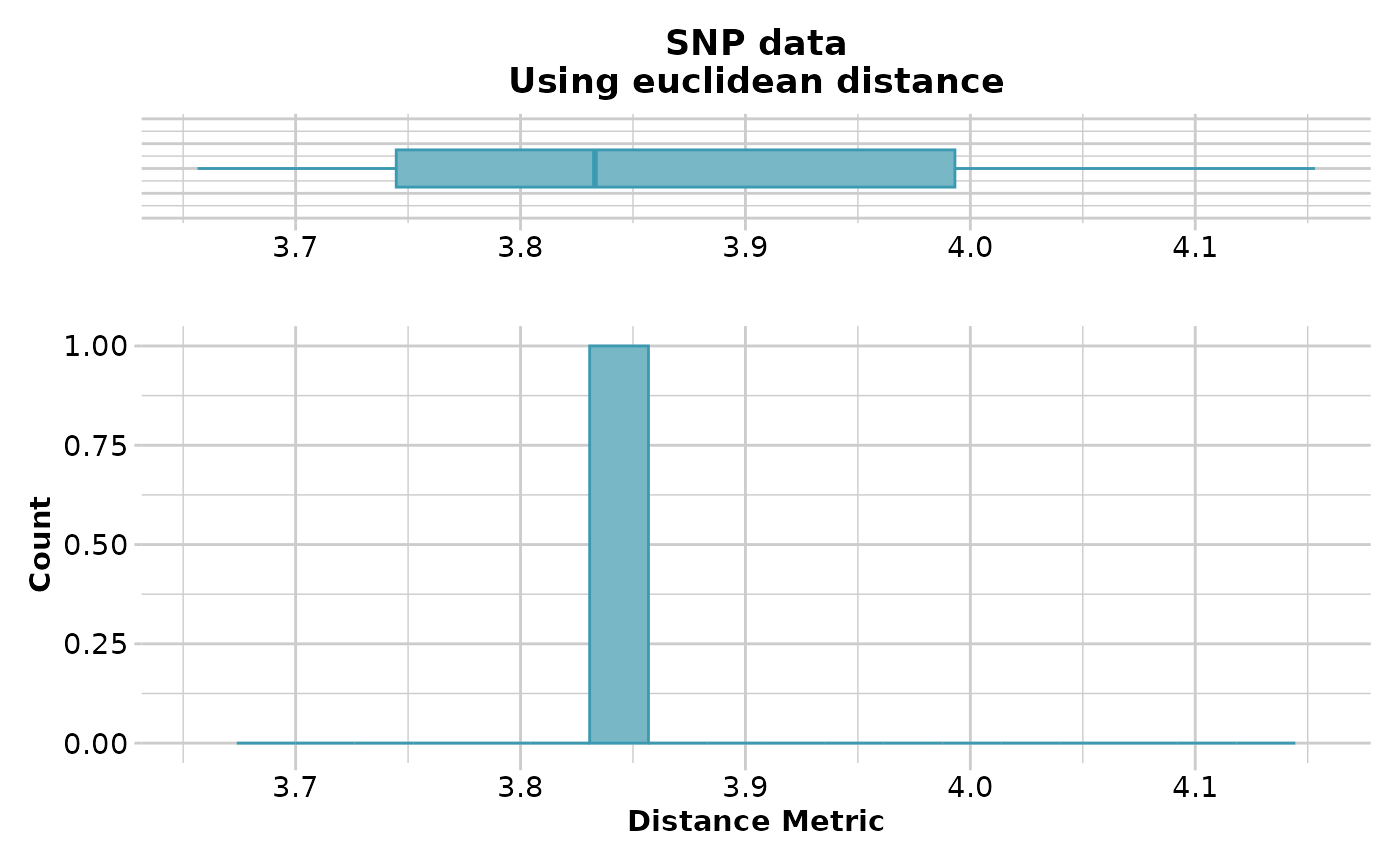 SNP data
Using euclidean distance
3.7 3.8 3.9 4.0 4.1
1.00
0.75
0.50
0.25
0.00
Count
3.7 3.8 3.9 4.0 4.1
Distance Metric